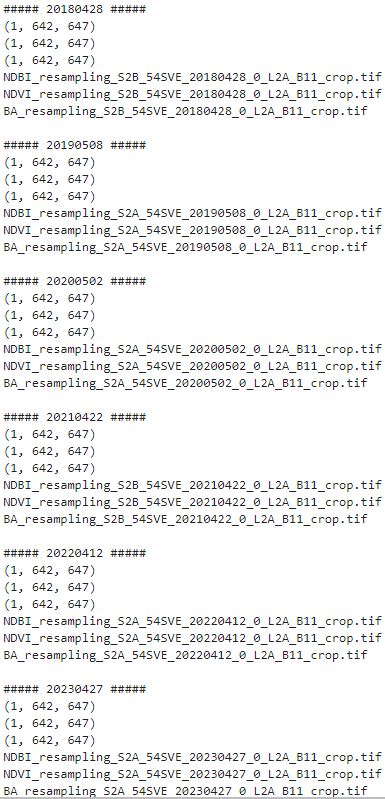 ##### 20180428 #####
(1, 642, 647)
(1, 642, 647)
(1, 642, 647)
NDBI_resampling_S2B_54SVE_20180428_0_L2A_B11_crop.tif
NDVI_resampling_S2B_54SVE_20180428_0_L2A_B11_crop.tif
BA_resampling_S2B_54SVE_20180428_0_L2A_B11_crop.tif
##### 20190508 #####
(1, 642, 647)
(1, 642, 647)
(1, 642, 647)
NDBI_resampling_S2A_54SVE_20190508_0_L2A_B11_crop.tif
NDVI_resampling_S2A_54SVE_20190508_0_L2A_B11_crop.tif
BA_resampling_S2A_54SVE_20190508_0_L2A_B11_crop.tif
##### 20200502 #####
(1, 642, 647)
(1, 642, 647)
(1, 642, 647)
NDBI_resampling_S2A_54SVE_20200502_0_L2A_B11_crop.tif
NDVI_resampling_S2A_54SVE_20200502_0_L2A_B11_crop.tif
BA_resampling_S2A_54SVE_20200502_0_L2A_B11_crop.tif
##### 20210422 #####
(1, 642, 647)
(1, 642, 647)
(1, 642, 647)
NDBI_resampling_S2B_54SVE_20210422_0_L2A_B11_crop.tif
NDVI_resampling_S2B_54SVE_20210422_0_L2A_B11_crop.tif
BA_resampling_S2B_54SVE_20210422_0_L2A_B11_crop.tif
##### 20220412 #####
(1, 642, 647)
(1, 642, 647)
(1, 642, 647)
NDBI_resampling_S2A_54SVE_20220412_0_L2A_B11_crop.tif
NDVI_resampling_S2A_54SVE_20220412_0_L2A_B11_crop.tif
BA_resampling_S2A_54SVE_20220412_0_L2A_B11_crop.tif
##### 20230427 #####
(1, 642, 647)
(1, 642, 647)
(1, 642, 647)
NDBI_resampling_S2A_54SVE_20230427_0_L2A_B11_crop.tif
NDVI_resampling_S2A_54SVE_20230427_0_L2A_B11_crop.tif
BA_resampling_S2A_54SVE_20230427_0_L2A_B11_crop.tif